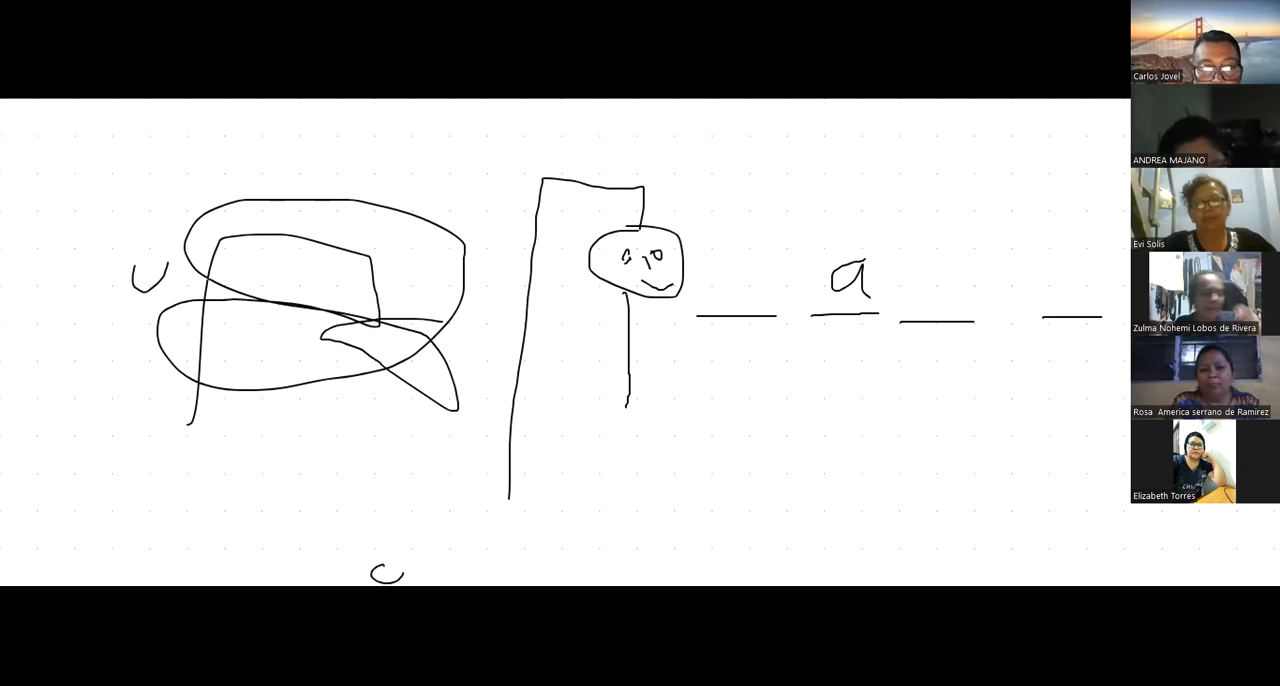 Carlos Jovel
ANDREA MAJANO
Evi Solis
Zulma Nohemi Lobos de Rivera
Rosa America serrano de Ramirez
Elizabeth Torres
U
a
c